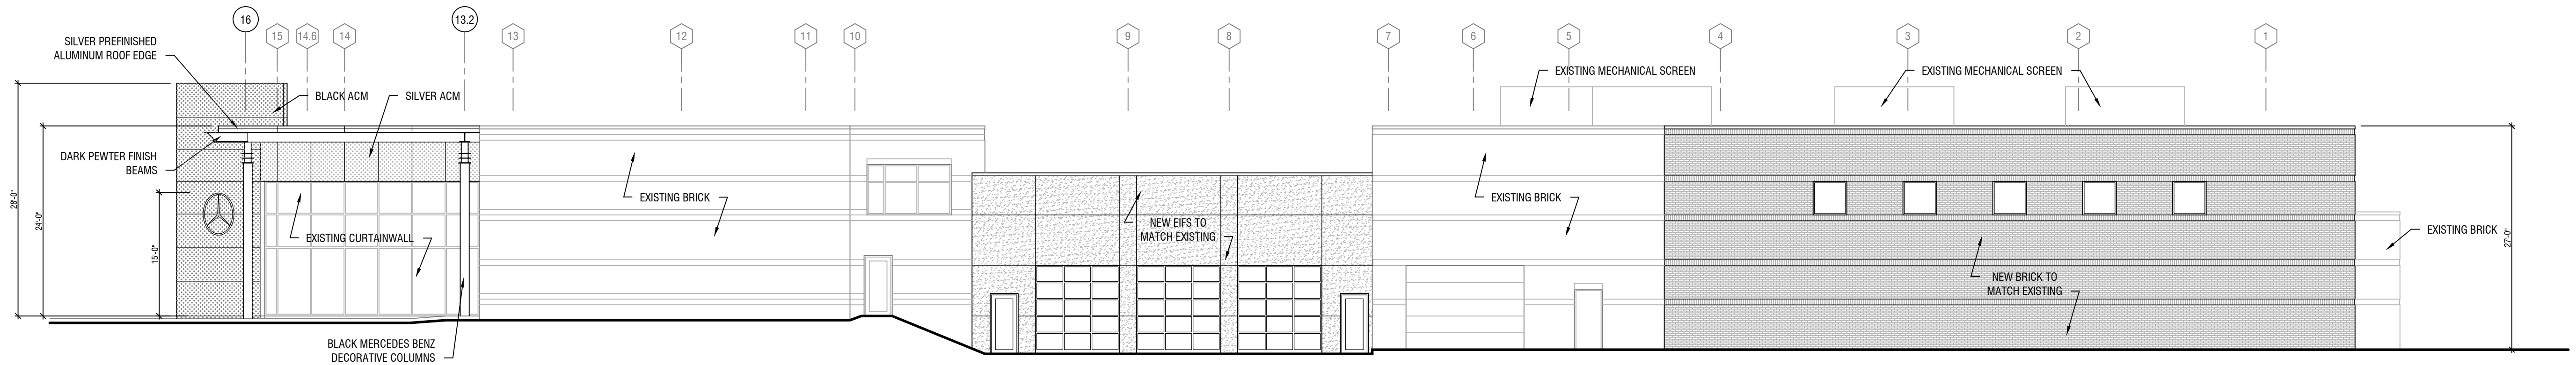 16
15
14.6
14
13.2
13
12
11
10
9
8
7
6
5
4
3
2
1
SILVER PREFINISHED
ALUMINUM ROOF EDGE
BLACK ACM
SILVER ACM
EXISTING MECHANICAL SCREEN
EXISTING MECHANICAL SCREEN
DARK PEWTER FINISH
BEAMS
28'-0"
24'-0"
15'-0"
EXISTING CURTAINWALL
EXISTING BRICK
NEW EIFS TO
MATCH EXISTING
EXISTING BRICK
NEW BRICK TO
MATCH EXISTING
EXISTING BRICK
27'-0"
BLACK MERCEDES BENZ
DECORATIVE COLUMNS